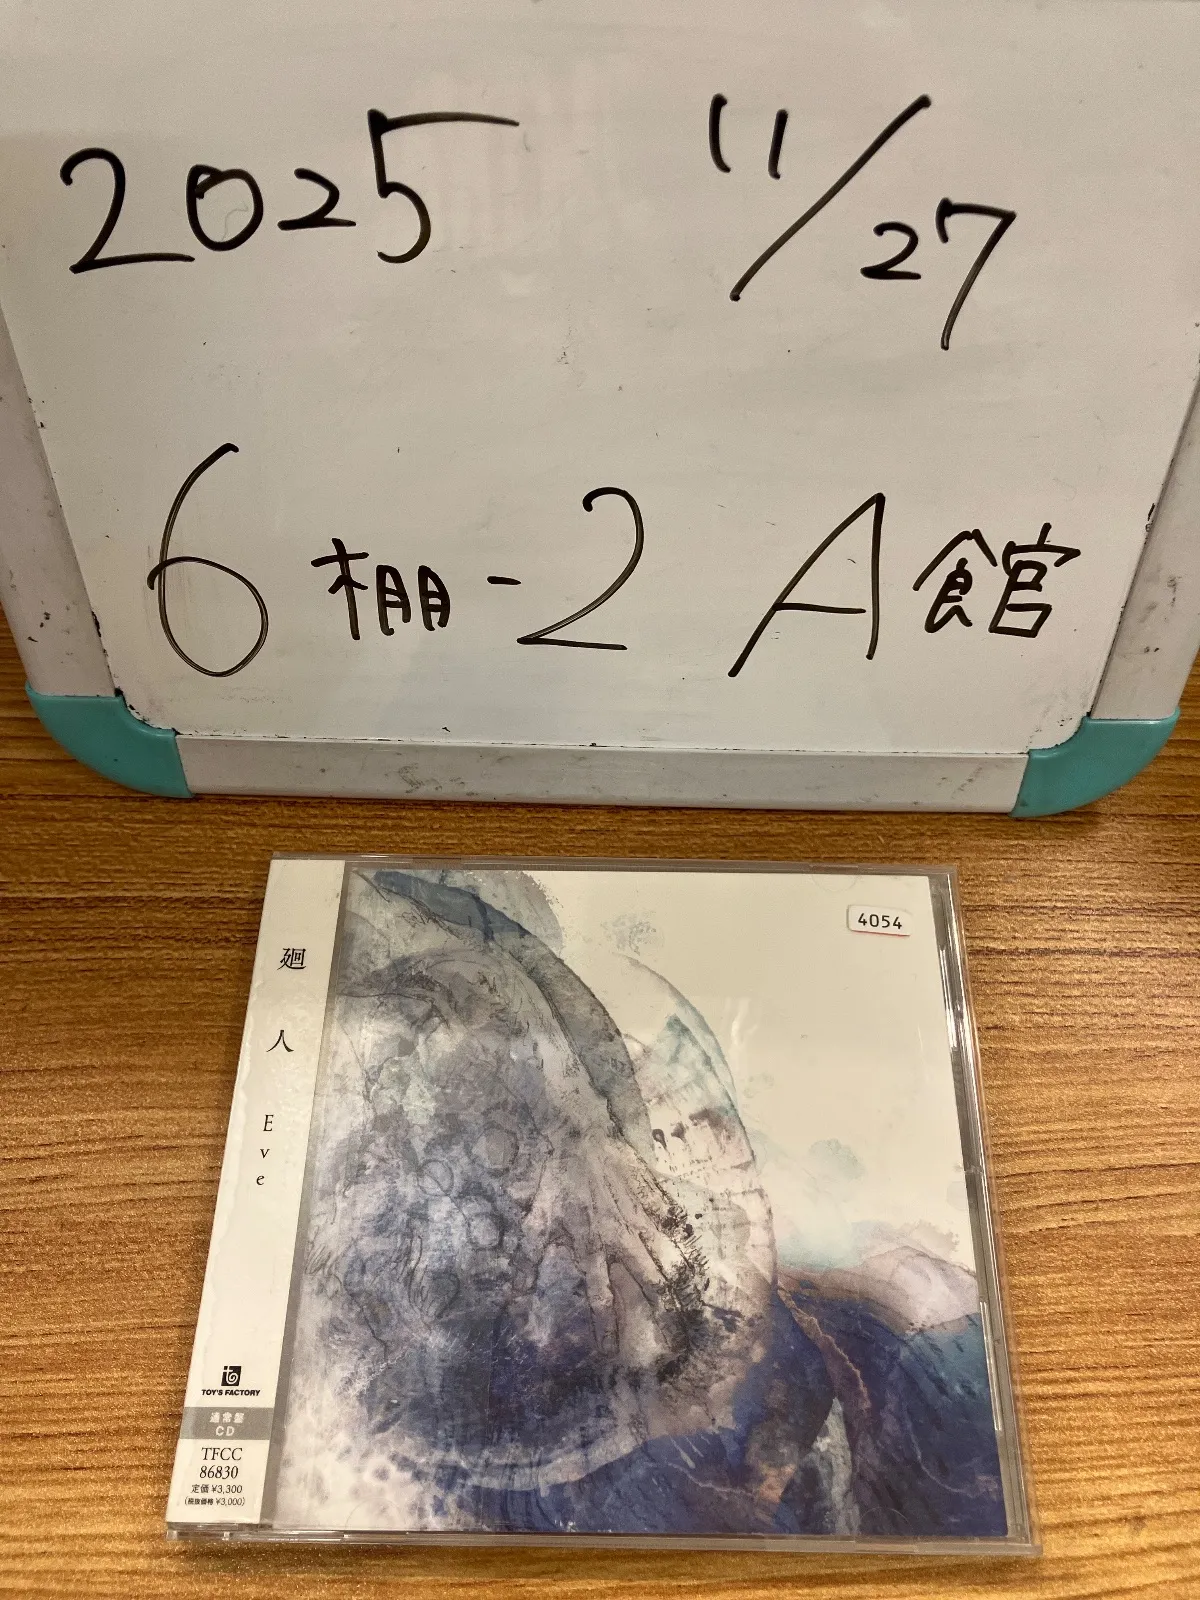 2025 11/27
6棚-2 A館
4054
廻人 Eve
TOY'S FACTORY
通常盤
CD
TFCC
86830
定価 ¥3,300
(税抜価格 ¥3,000)